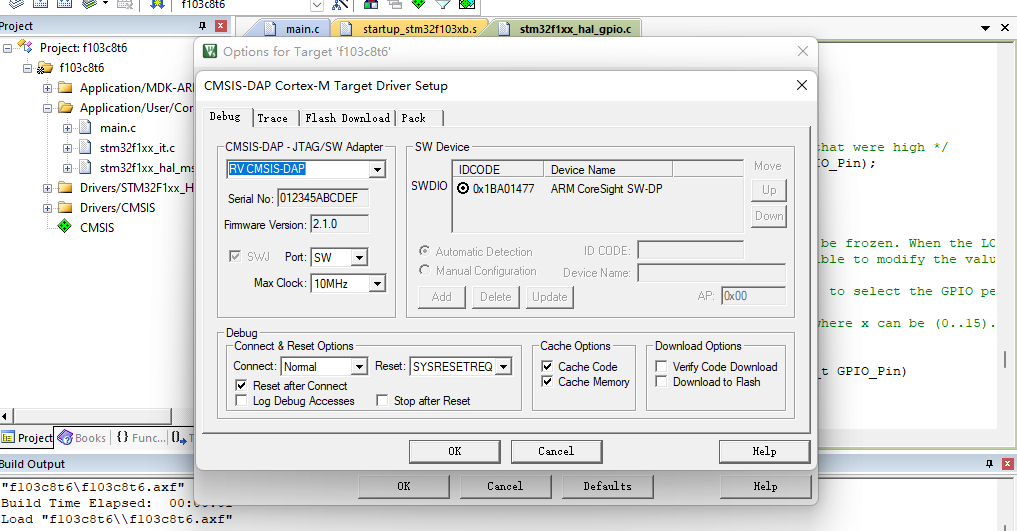 f103c8t6
Project
main.c
startup_stm32f103xb.s
stm32f1xx_hal_gpio.c
Project: f103c8t6
f103c8t6
Application/MDK-AR
Application/User/Cor
main.c
stm32f1xx_it.c
stm32f1xx_hal_ms
Drivers/STM32F1xx_H
Drivers/CMSIS
CMSIS
Options for Target 'f103c8t6'
CMSIS-DAP Cortex-M Target Driver Setup
Debug Trace Flash Download Pack
CMSIS-DAP - JTAG/SW Adapter
RV CMSIS-DAP
Serial No: 012345ABCDEF
Firmware Version: 2.1.0
SWJ Port: SW
Max Clock: 10MHz
SW Device
IDCODE Device Name Move
SWDIO 0x1BA01477 ARM CoreSight SW-DP Up
Down
Automatic Detection ID CODE:
Manual Configuration Device Name:
Add Delete Update AP: 0x00
Debug
Connect & Reset Options
Connect: Normal Reset: SYSRESETREQ
Reset after Connect
Log Debug Accesses Stop after Reset
Cache Options
Cache Code
Cache Memory
Download Options
Verify Code Download
Download to Flash
OK Cancel Help
OK Cancel Defaults Help
that were high */
IO_Pin);
be frozen. When the LC
ible to modify the valu
to select the GPIO pe
where x can be (0..15).
_t GPIO_Pin)
Project Books {} Func...
Build Output
"f103c8t6\f103c8t6.axf"
Build Time Elapsed: 00:
Load "f103c8t6\\f103c8t6.axf"